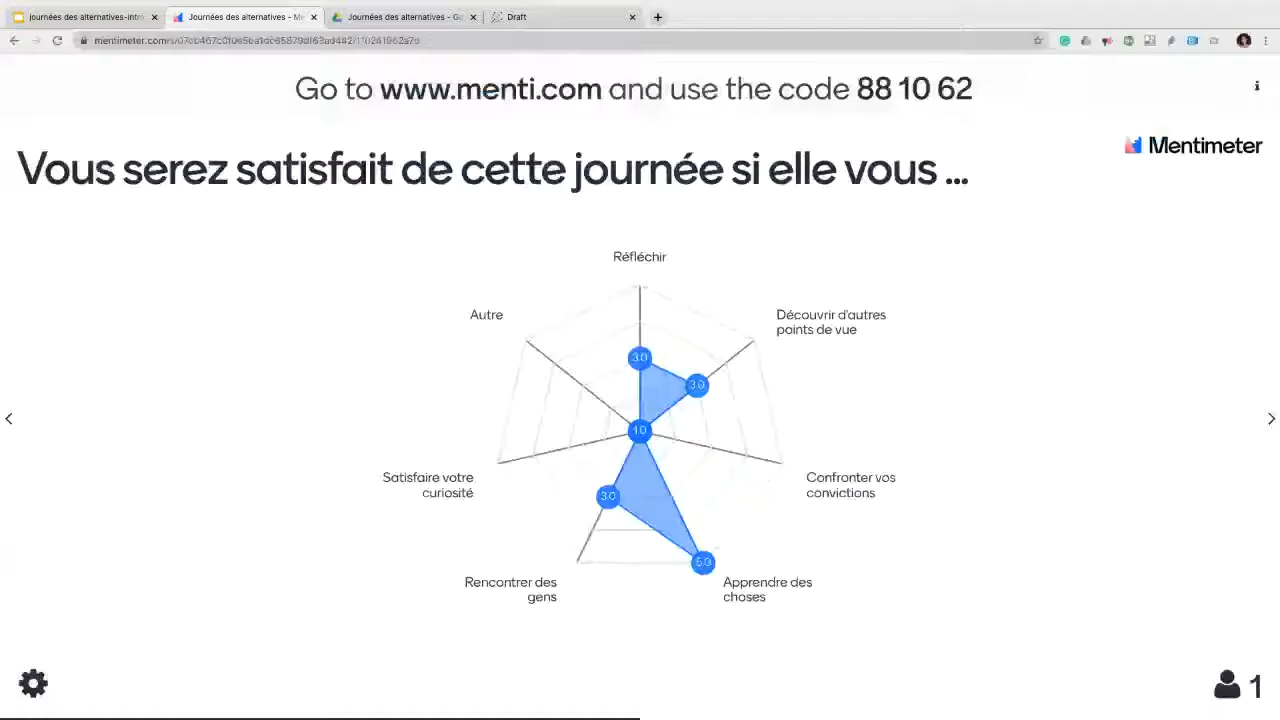 journées des alternatives-intro
Journées des alternatives - Me
Journées des alternatives - Go
Draft
Go to www.menti.com and use the code 88 10 62
Mentimeter
Vous serez satisfait de cette journée si elle vous ...
Réfléchir
Autre
Découvrir d'autres
points de vue
3.0
3.0
1.0
Satisfaire votre
curiosité
Confronter vos
convictions
3.0
5.0
Rencontrer des
gens
Apprendre des
choses
1